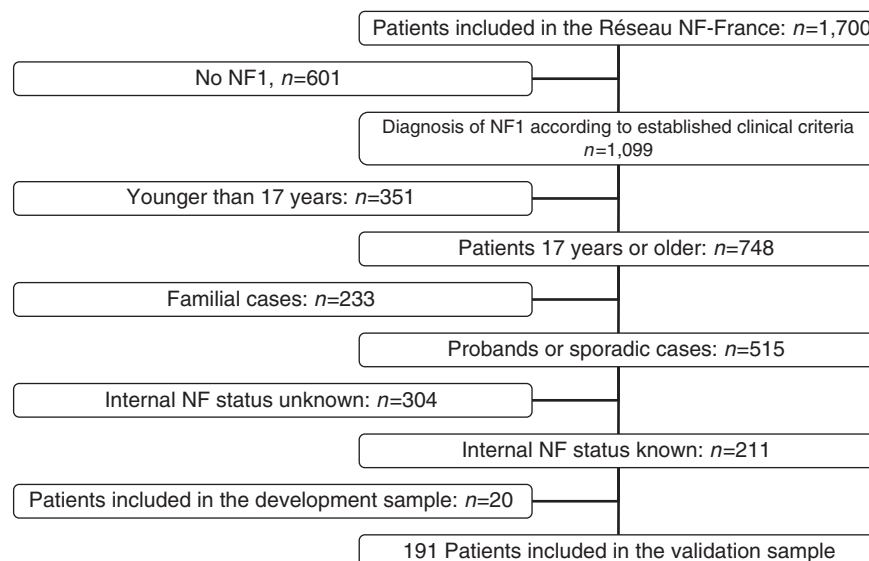 Patients included in the Réseau NF-France: n=1,700
No NF1, n=601
Diagnosis of NF1 according to established clinical criteria
n=1,099
Younger than 17 years: n=351
Patients 17 years or older: n=748
Familial cases: n=233
Probands or sporadic cases: n=515
Internal NF status unknown: n=304
Internal NF status known: n=211
Patients included in the development sample: n=20
191 Patients included in the validation sample